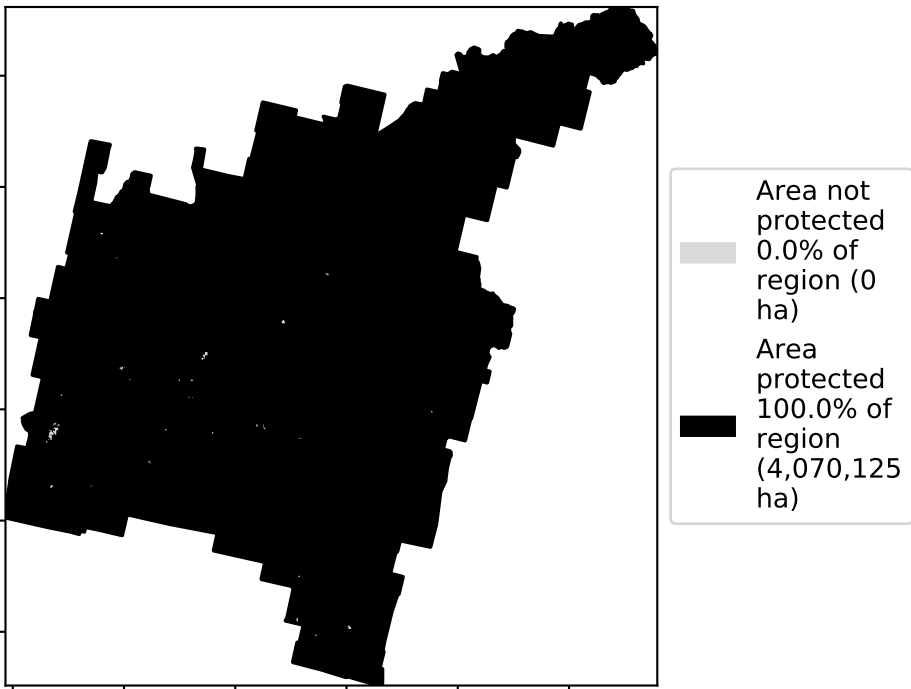 Area not
protected
0.0% of
region (0
ha)
Area
protected
100.0% of
region
(4,070,125
ha)